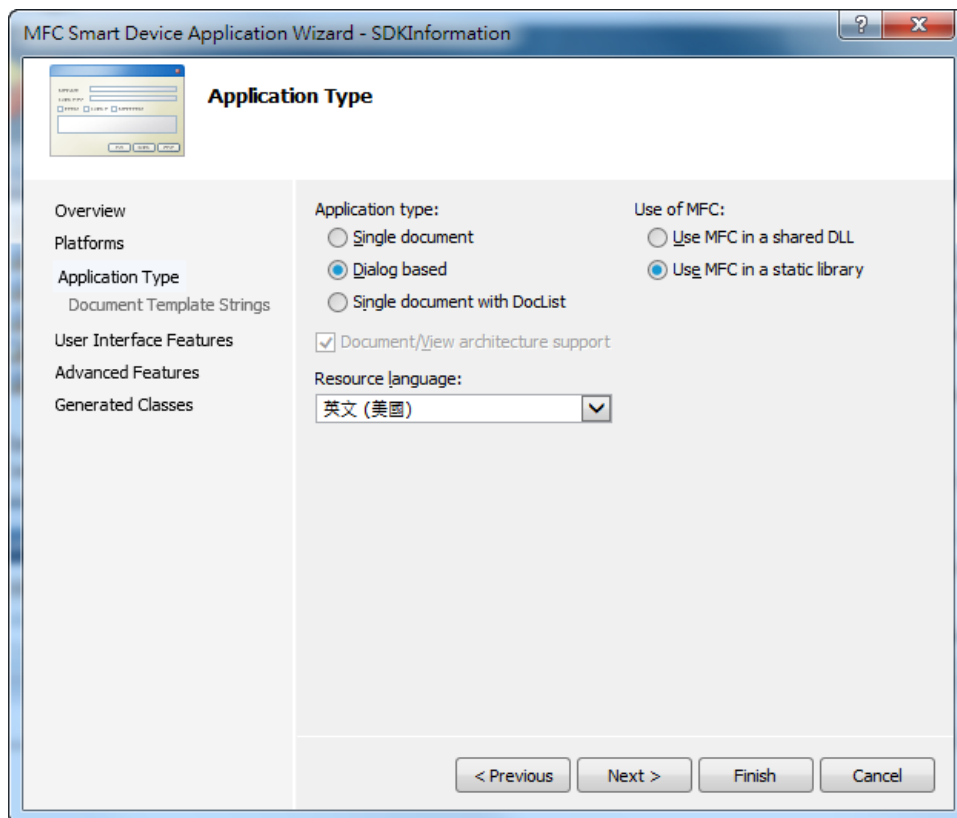 MFC Smart Device Application Wizard - SDKInformation
?
Application Type
Overview
Platforms
Application Type
Document Template Strings
User Interface Features
Advanced Features
Generated Classes
Application type:
Single document
Dialog based
Single document with DocList
Document/View architecture support
Resource language:
英文 (美國)
Use of MFC:
Use MFC in a shared DLL
Use MFC in a static library
< Previous
Next >
Finish
Cancel